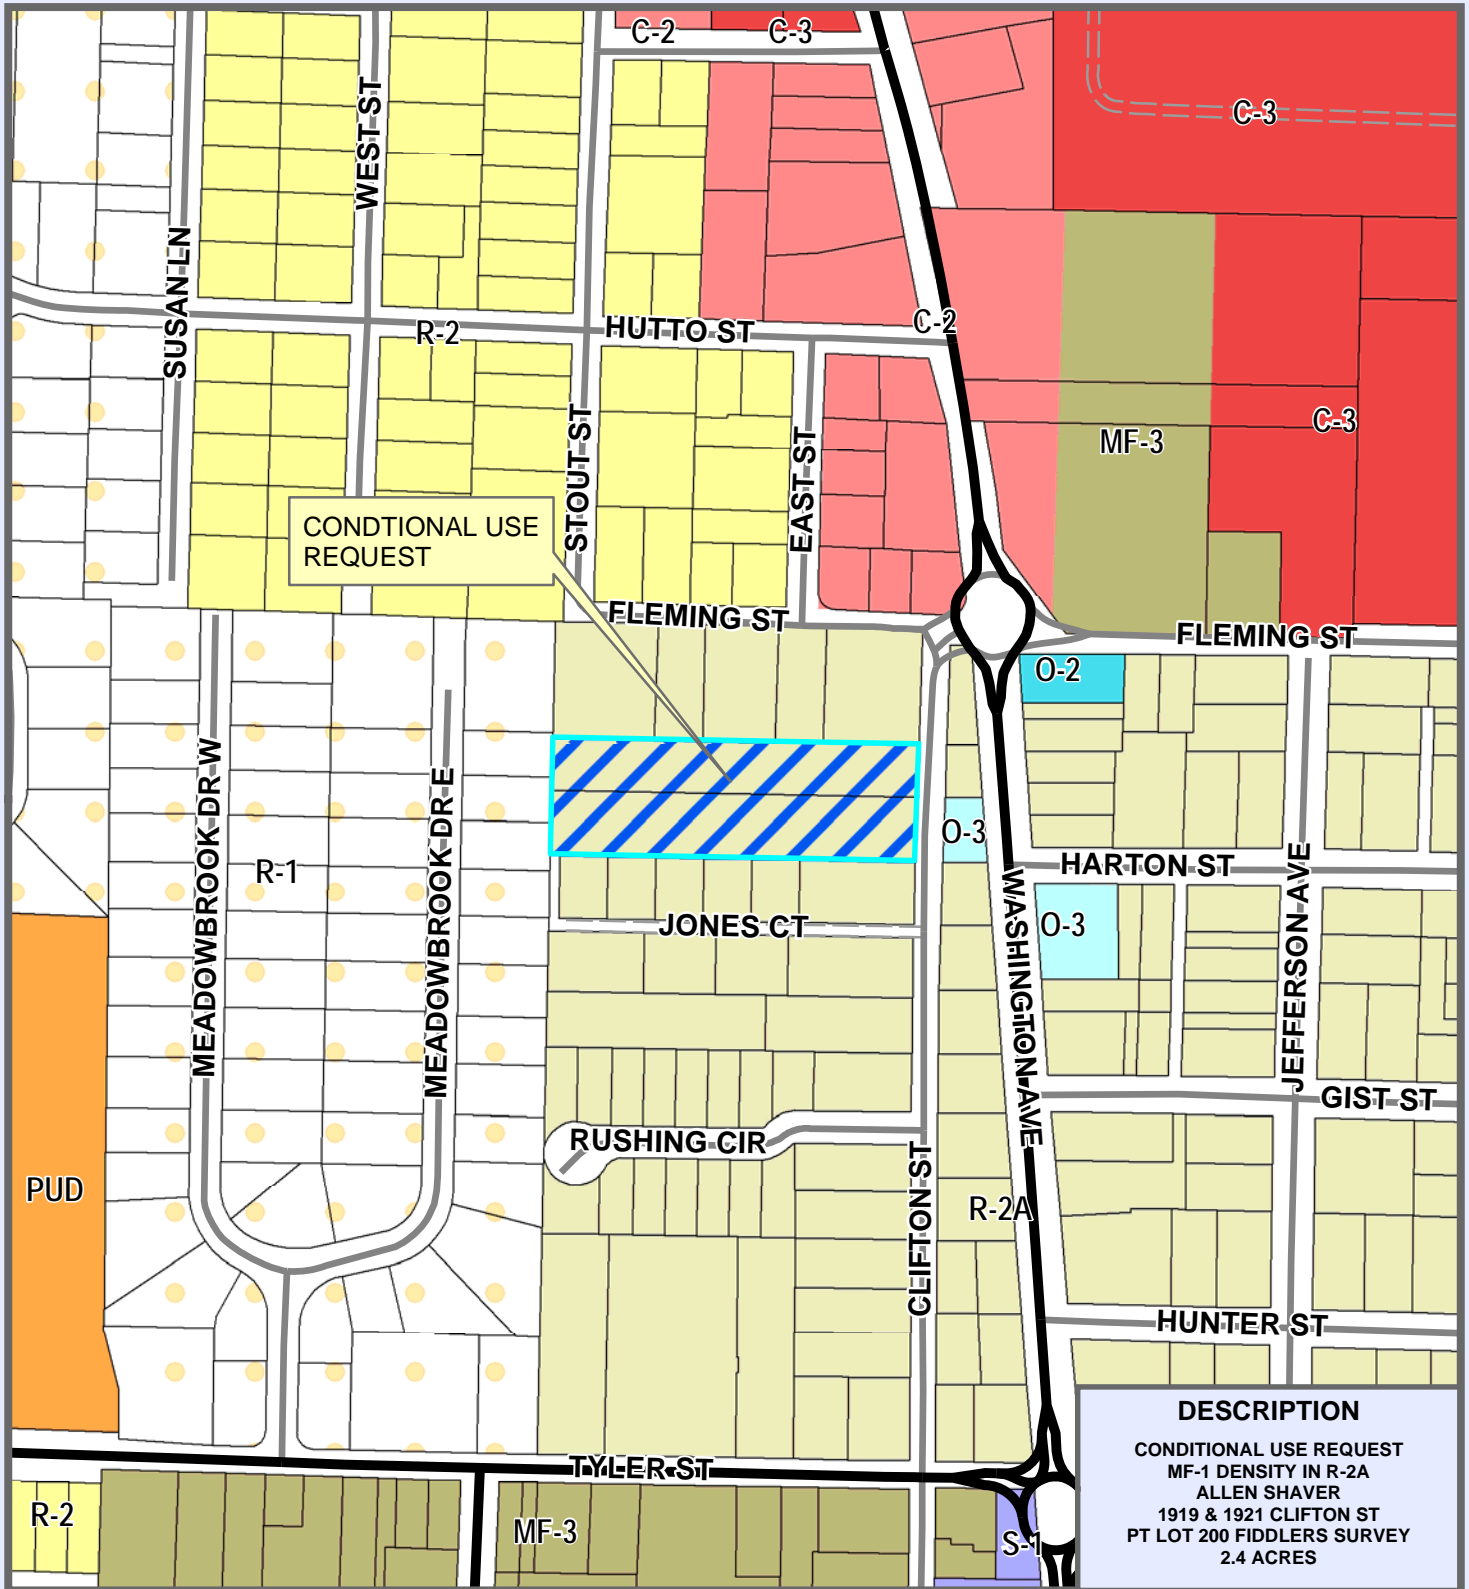 C-2
C-3
C-3
WEST ST
SUSAN LN
R-2
HUTTO ST
C-2
STOUT ST
EAST ST
MF-3
C-3
CONDTIONAL USE
REQUEST
FLEMING ST
FLEMING ST
O-2
MEADOWBROOK DR W
R-1
MEADOWBROOK DR E
O-3
HARTON ST
JONES CT
O-3
WASHINGTON AVE
JEFFERSON AVE
GIST ST
RUSHING CIR
PUD
CLIFTON ST
R-2A
HUNTER ST
TYLER ST
R-2
MF-3
S-1
DESCRIPTION
CONDITIONAL USE REQUEST
MF-1 DENSITY IN R-2A
ALLEN SHAVER
1919 & 1921 CLIFTON ST
PT LOT 200 FIDDLERS SURVEY
2.4 ACRES